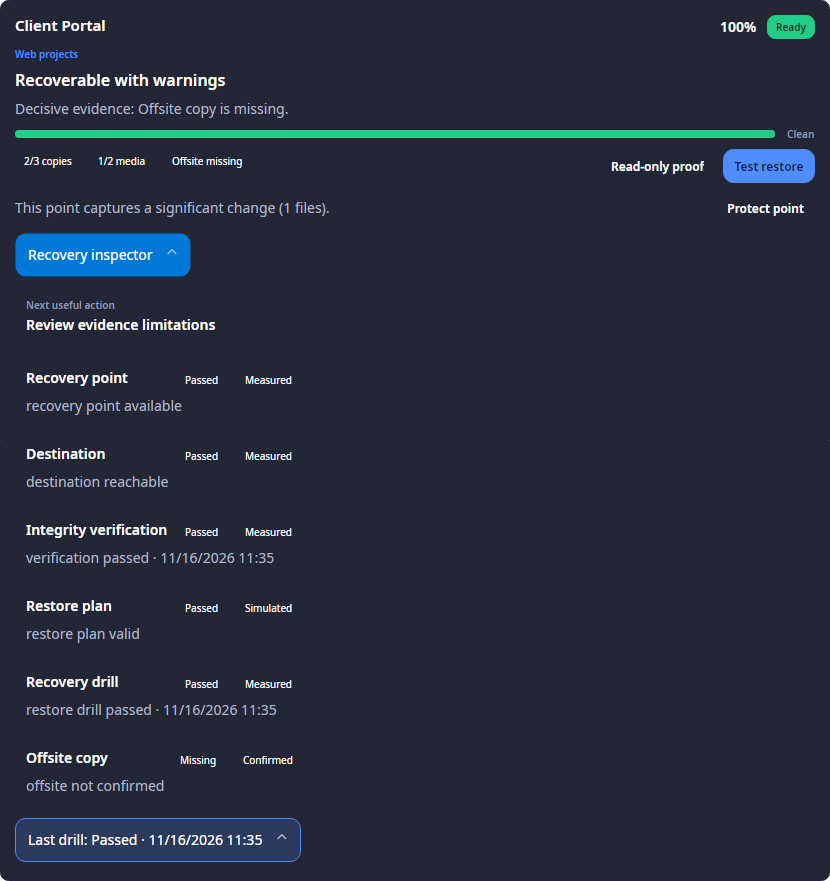 Client Portal 100% Ready
Web projects
Recoverable with warnings
Decisive evidence: Offsite copy is missing.
Clean
2/3 copies 1/2 media Offsite missing Read-only proof Test restore
This point captures a significant change (1 files). Protect point
Recovery inspector
Next useful action
Review evidence limitations
Recovery point Passed Measured
recovery point available
Destination Passed Measured
destination reachable
Integrity verification Passed Measured
verification passed · 11/16/2026 11:35
Restore plan Passed Simulated
restore plan valid
Recovery drill Passed Measured
restore drill passed · 11/16/2026 11:35
Offsite copy Missing Confirmed
offsite not confirmed
Last drill: Passed · 11/16/2026 11:35